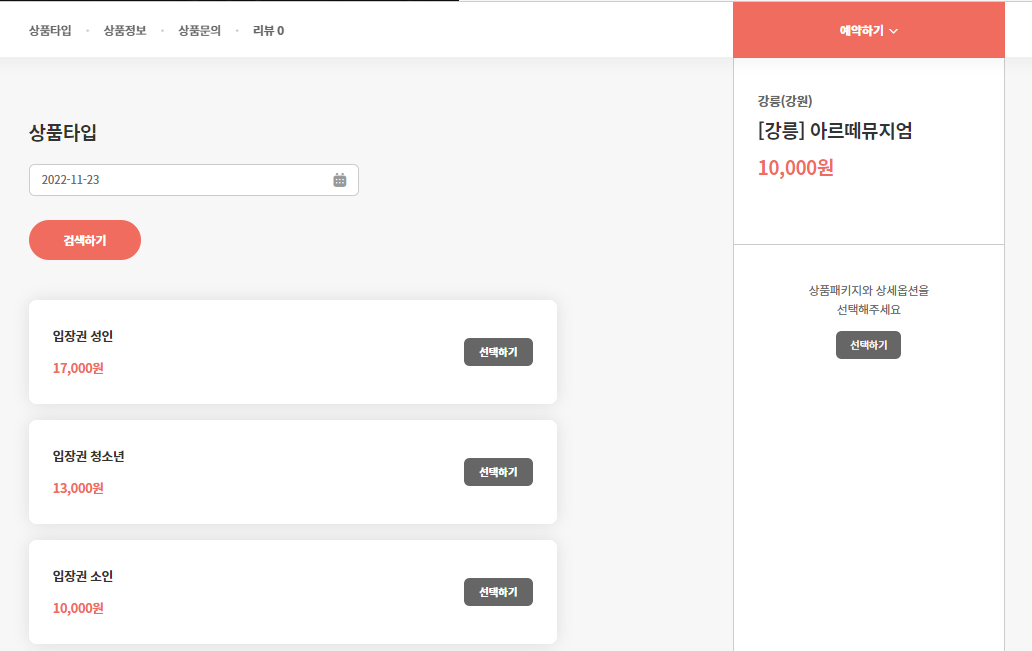 상품타입 · 상품정보 · 상품문의 · 리뷰 0
예약하기
상품타입
2022-11-23
검색하기
입장권 성인
17,000원
선택하기
입장권 청소년
13,000원
선택하기
입장권 소인
10,000원
선택하기
강릉(강원)
[강릉] 아르떼뮤지엄
10,000원
상품패키지와 상세옵션을
선택해주세요
선택하기